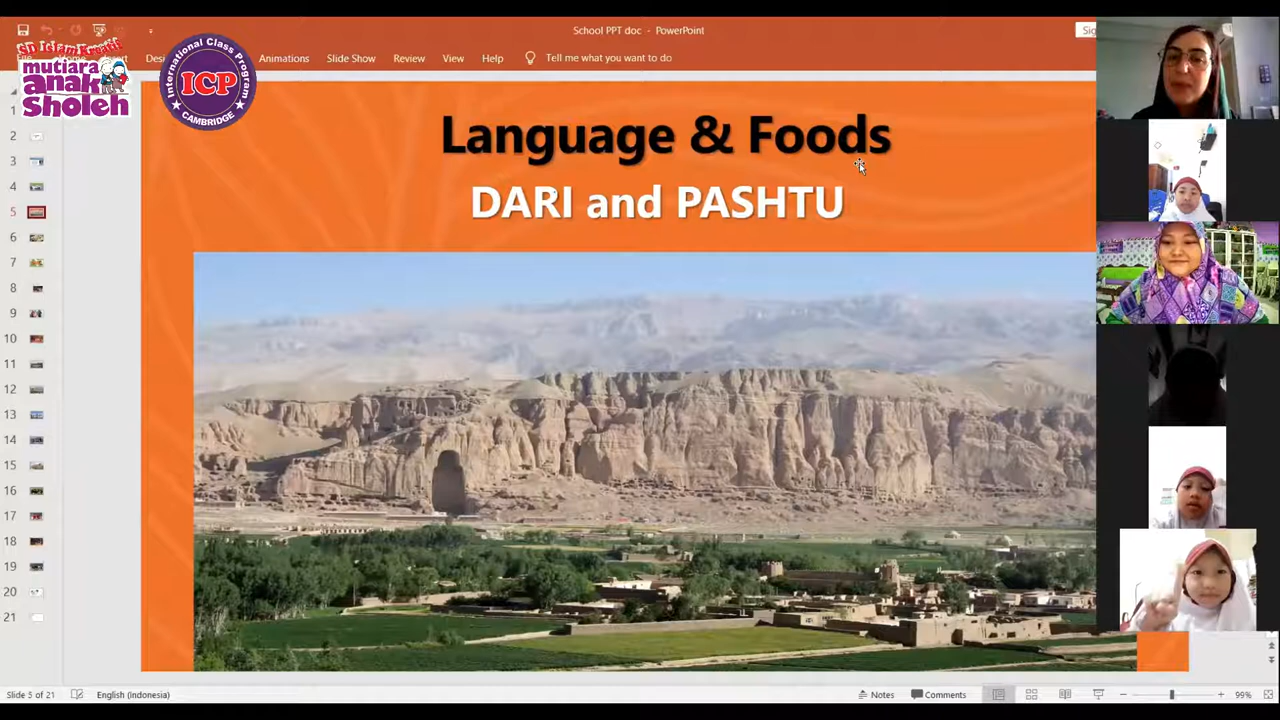 School PPT doc - PowerPoint
SD Islam Kreatif
mutiara
anak
Sholeh
International Class Program
ICP
CAMBRIDGE
Animations
Slide Show
Review
View
Help
Tell me what you want to do
Language & Foods
DARI and PASHTU
1
2
3
4
5
6
7
8
9
10
11
12
13
14
15
16
17
18
19
20
21
Slide 5 of 21
English (Indonesia)
Notes
Comments
99%